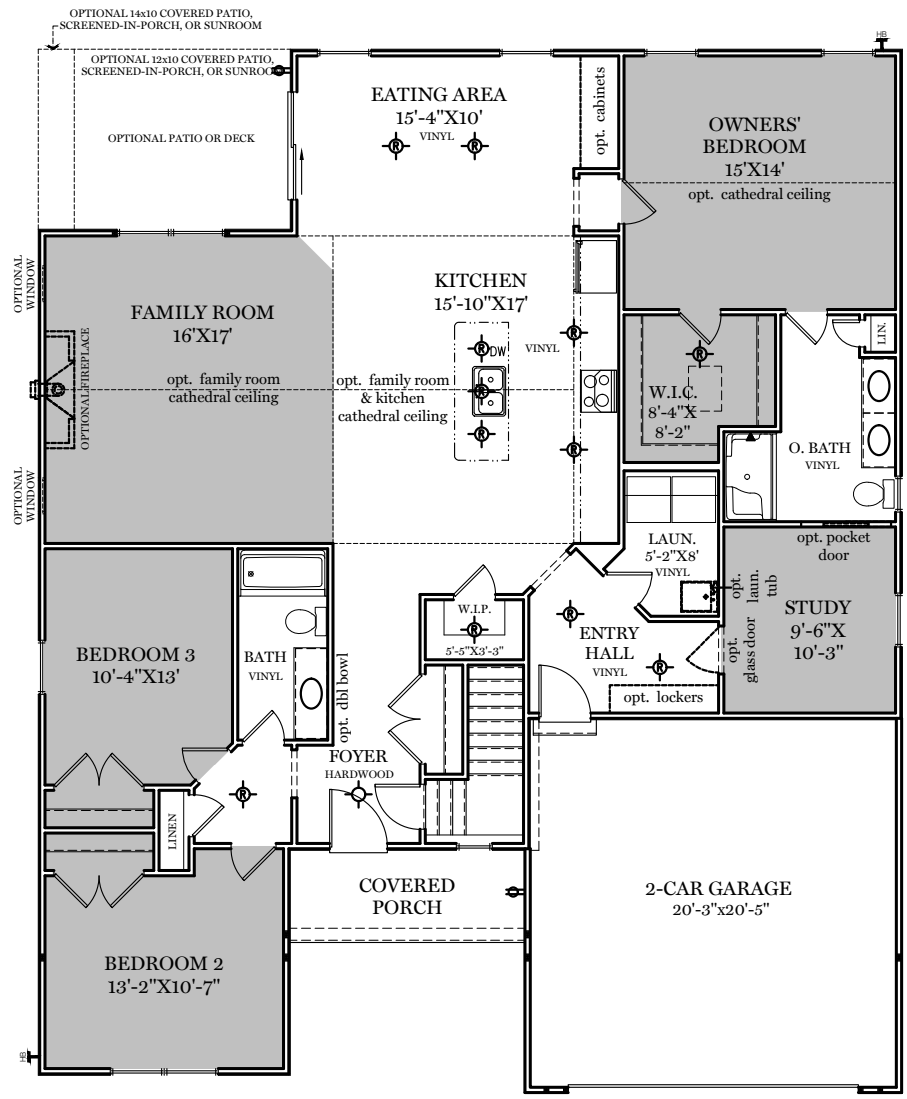 OPTIONAL 14x10 COVERED PATIO,
SCREENED-IN-PORCH, OR SUNROOM
OPTIONAL 12x10 COVERED PATIO,
SCREENED-IN-PORCH, OR SUNROO
OPTIONAL PATIO OR DECK
EATING AREA
15'-4"X10'
VINYL
R
R
opt. cabinets
HB
OWNERS'
BEDROOM
15'X14'
opt. cathedral ceiling
OPTIONAL
WINDOW
FAMILY ROOM
16'X17'
OPTIONAL FIREPLACE
opt. family room
cathedral ceiling
OPTIONAL
WINDOW
KITCHEN
15'-10"X17'
VINYL
R
DW
R
R
R
R
opt. family room
& kitchen
cathedral ceiling
R
W.I.C.
8'-4"X
8'-2"
LIN.
O. BATH
VINYL
LAUN.
5'-2"X8'
VINYL
opt. pocket
door
opt. laun.
tub
STUDY
9'-6"X
10'-3"
opt.
glass door
ENTRY
HALL
VINYL
R
R
opt. lockers
W.I.P.
R
5'-5"X3'-3"
BEDROOM 3
10'-4"X13'
BATH
VINYL
opt. dbl bowl
FOYER
HARDWOOD
R
LINEN
COVERED
PORCH
2-CAR GARAGE
20'-3"x20'-5"
BEDROOM 2
13'-2"X10'-7"
HB